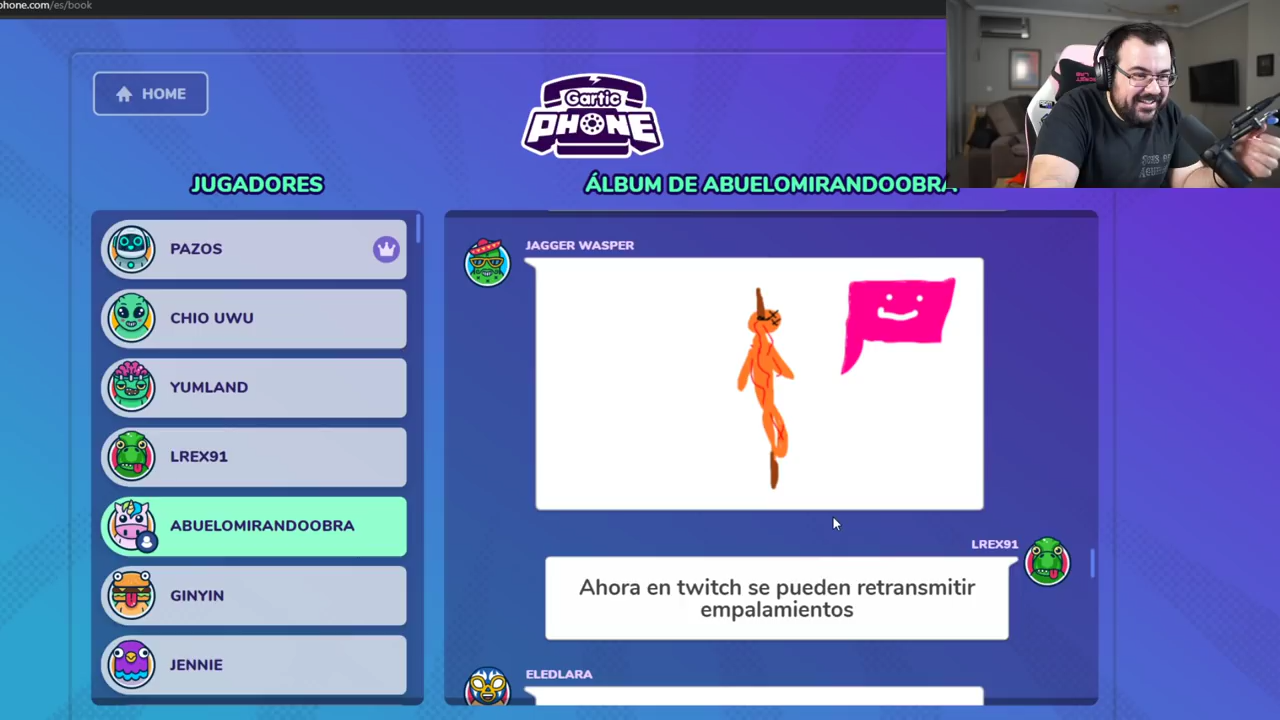 phone.com/es/book
HOME
Gartic
PHONE
JUGADORES
ÁLBUM DE ABUELOMIRANDOOBRA
PAZOS
CHIO UWU
YUMLAND
LREX91
ABUELOMIRANDOOBRA
GINYIN
JENNIE
JAGGER WASPER
LREX91
Ahora en twitch se pueden retransmitir
empalamientos
ELEDLARA